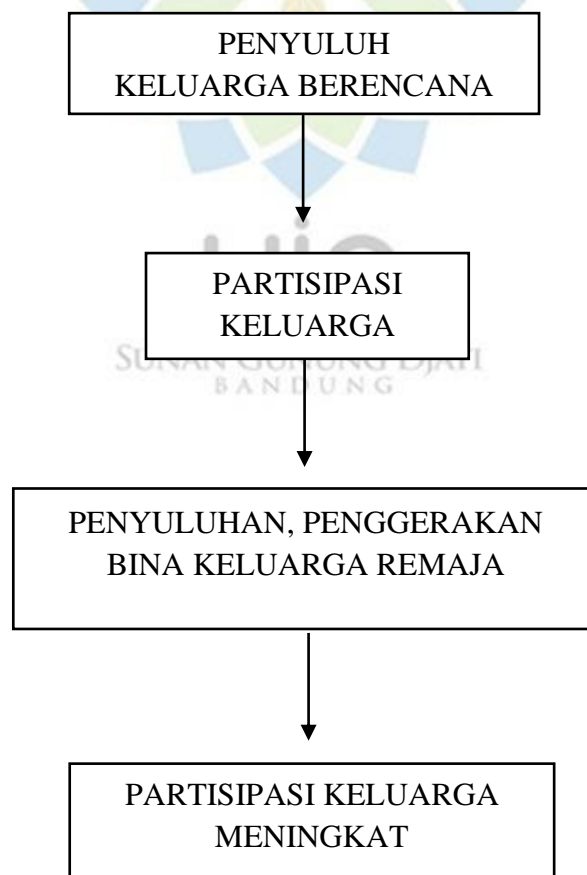 PENYULUH
KELUARGA BERENCANA
PARTISIPASI
KELUARGA
SUNAN GUNUNG DJATI
BANDUNG
PENYULUHAN, PENGGERAKAN
BINA KELUARGA REMAJA
PARTISIPASI KELUARGA
MENINGKAT